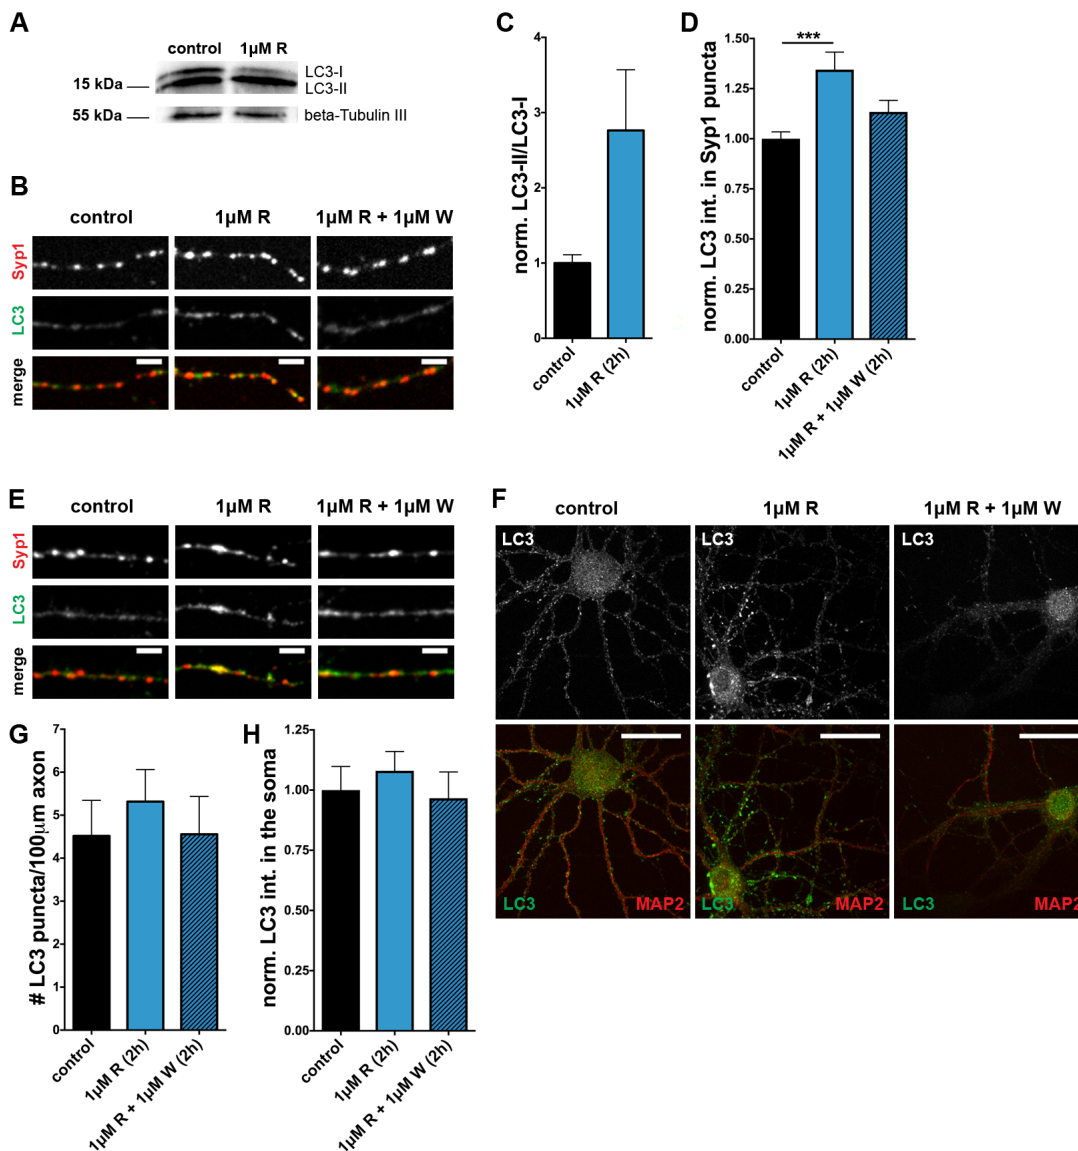 A
control 1µM R
LC3-I
15 kDa
LC3-II
55 kDa
beta-Tubulin III
B
control 1µM R 1µM R + 1µM W
Syp1
LC3
merge
C
norm. LC3-II/LC3-I
4
3
2
1
0
control
1µM R (2h)
D
norm. LC3 int. in Syp1 puncta
1.50
1.25
1.00
0.75
0.50
0.25
0.00
***
control
1µM R (2h)
1µM R + 1µM W (2h)
E
control 1µM R 1µM R + 1µM W
Syp1
LC3
merge
F
control 1µM R 1µM R + 1µM W
LC3 LC3 LC3
LC3 MAP2 LC3 MAP2 LC3 MAP2
G
# LC3 puncta/100µm axon
7
6
5
4
3
2
1
0
control
1µM R (2h)
1µM R + 1µM W (2h)
H
norm. LC3 int. in the soma
1.25
1.00
0.75
0.50
0.25
0.00
control
1µM R (2h)
1µM R + 1µM W (2h)